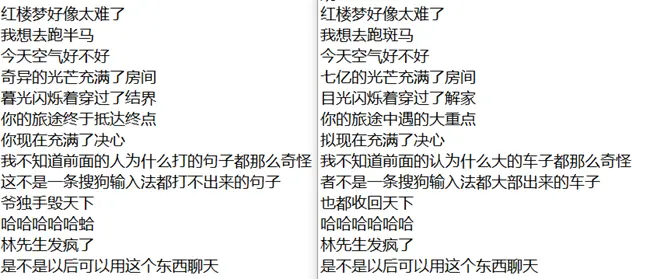 红楼梦好像太难了
我想去跑半马
今天空气好不好
奇异的光芒充满了房间
暮光闪烁着穿过了结界
你的旅途终于抵达终点
你现在充满了决心
我不知道前面的人为什么打的句子都那么奇怪
这不是一条搜狗输入法都打不出来的句子
爷独手毁天下
哈哈哈哈哈蛤
林先生发疯了
是不是以后可以用这个东西聊天
红楼梦好像太难了
我想去跑斑马
今天空气好不好
七亿的光芒充满了房间
目光闪烁着穿过了解家
你的旅途中遇的大重点
拟现在充满了决心
我不知道前面的认为什么大的车子都那么奇怪
者不是一条搜狗输入法都大部出来的车子
也都收回天下
哈哈哈哈哈哈
林先生发疯了
是不是以后可以用这个东西聊天